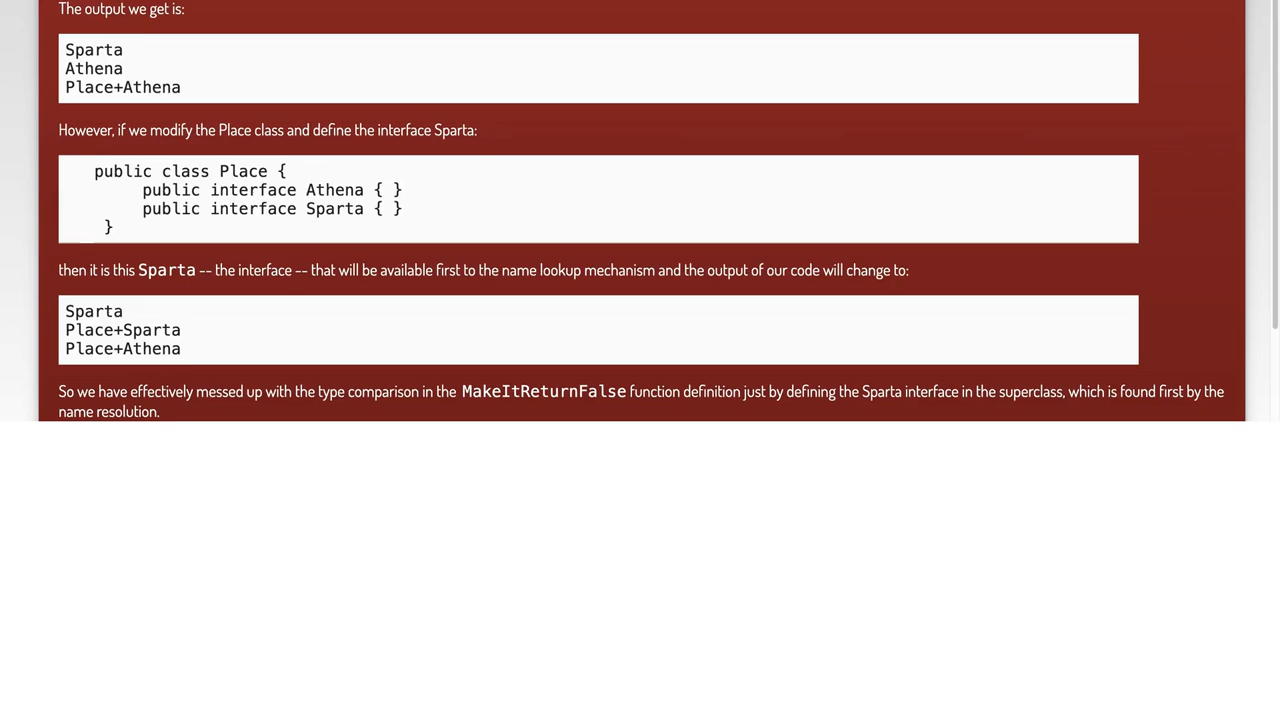 The output we get is:
Sparta
Athena
Place+Athena
However, if we modify the Place class and define the interface Sparta:
public class Place {
public interface Athena { }
public interface Sparta { }
}
then it is this Sparta -- the interface -- that will be available first to the name lookup mechanism and the output of our code will change to:
Sparta
Place+Sparta
Place+Athena
So we have effectively messed up with the type comparison in the MakeItReturnFalse function definition just by defining the Sparta interface in the superclass, which is found first by the
name resolution.